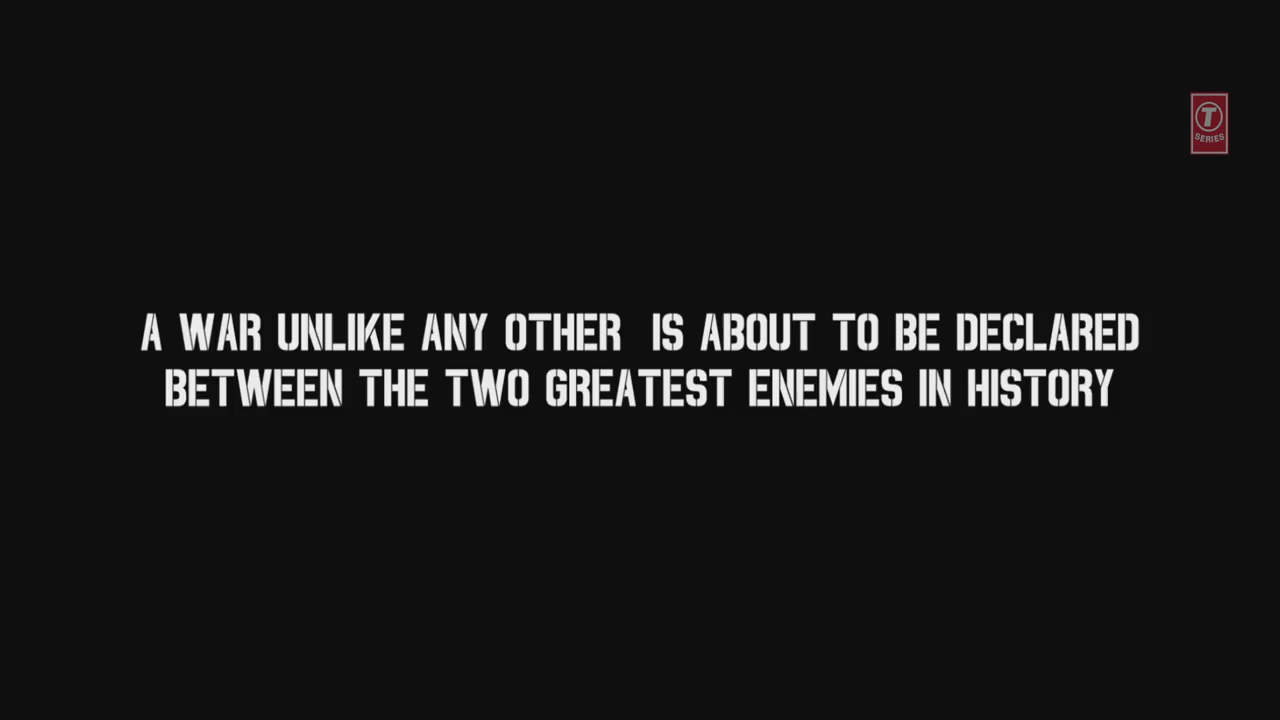 T
SERIES
A WAR UNLIKE ANY OTHER  IS ABOUT TO BE DECLARED
BETWEEN THE TWO GREATEST ENEMIES IN HISTORY